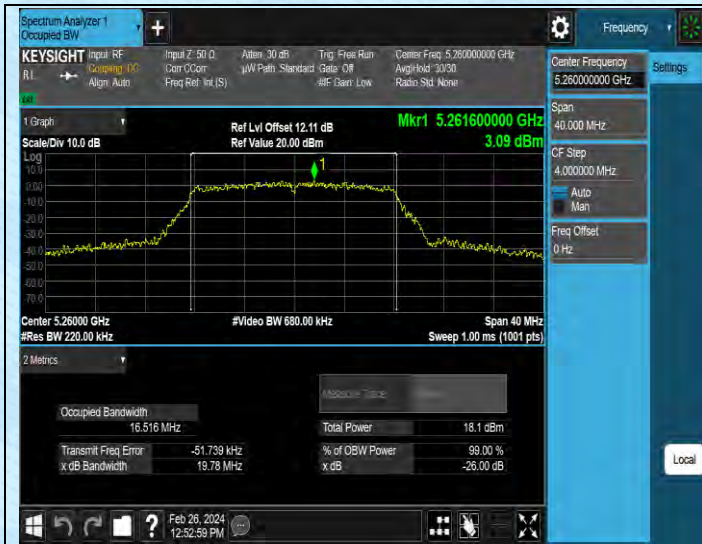 Spectrum Analyzer 1
Occupied BW
Frequency
KEYSIGHT
Input: RF
Input Z: 50 Ω
Atten: 30 dB
Trig: Free Run
Center Freq: 5.260000000 GHz
RL
Coupling: DC
Corr CCorr
µW Path: Standard
Gate: Off
Avg|Hold: 30/30
Align: Auto
Freq Ref: Int (S)
#IF Gain: Low
Radio Std: None
Center Frequency
5.260000000 GHz
Settings
Span
40.000 MHz
CF Step
4.000000 MHz
Auto
Man
Freq Offset
0 Hz
Local
1 Graph
Ref Lvl Offset 12.11 dB
Mkr1 5.261600000 GHz
Scale/Div 10.0 dB
Ref Value 20.00 dBm
3.09 dBm
Log
10.0
0.00
-10.0
-20.0
-30.0
-40.0
-50.0
-60.0
-70.0
1
Center 5.26000 GHz
#Video BW 680.00 kHz
Span 40 MHz
#Res BW 220.00 kHz
Sweep 1.00 ms (1001 pts)
2 Metrics
Measure Trace
Occupied Bandwidth
16.516 MHz
Total Power
18.1 dBm
Transmit Freq Error
-51.739 kHz
% of OBW Power
99.00 %
x dB Bandwidth
19.78 MHz
x dB
-26.00 dB
Feb 26, 2024
12:52:59 PM